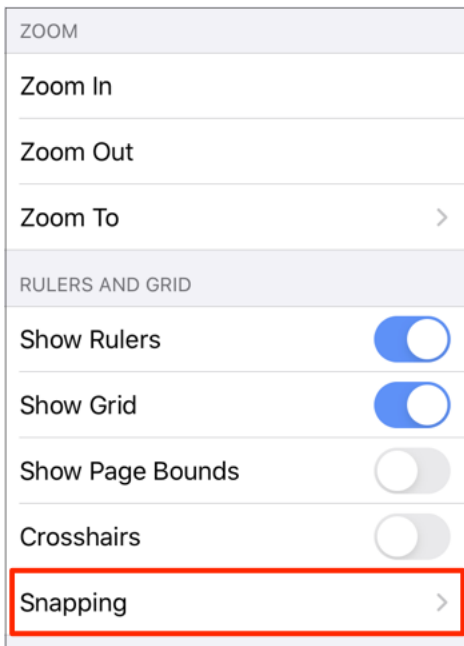 ZOOM
Zoom In
Zoom Out
Zoom To
RULERS AND GRID
Show Rulers
Show Grid
Show Page Bounds
Crosshairs
Snapping